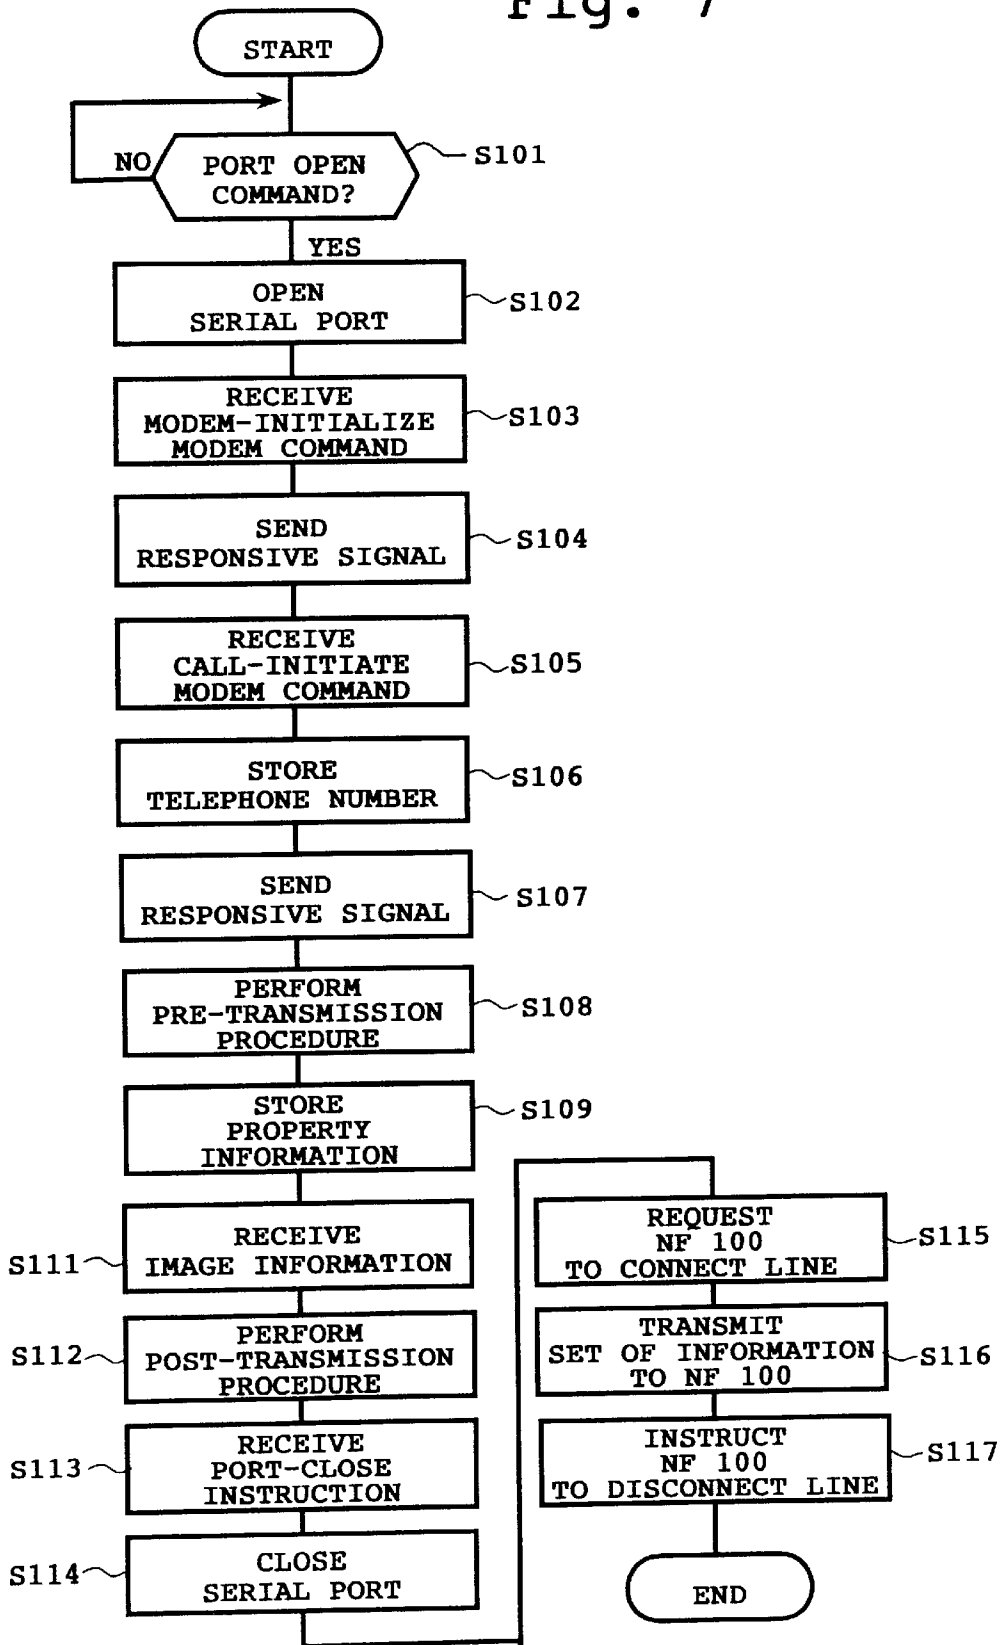 Fig. 7
START
NO
PORT OPEN
COMMAND?
S101
YES
OPEN
SERIAL PORT
S102
RECEIVE
MODEM-INITIALIZE
MODEM COMMAND
S103
SEND
RESPONSIVE SIGNAL
S104
RECEIVE
CALL-INITIATE
MODEM COMMAND
S105
STORE
TELEPHONE NUMBER
S106
SEND
RESPONSIVE SIGNAL
S107
PERFORM
PRE-TRANSMISSION
PROCEDURE
S108
STORE
PROPERTY
INFORMATION
S109
RECEIVE
IMAGE INFORMATION
S111
PERFORM
POST-TRANSMISSION
PROCEDURE
S112
RECEIVE
PORT-CLOSE
INSTRUCTION
S113
CLOSE
SERIAL PORT
S114
REQUEST
NF 100
TO CONNECT LINE
S115
TRANSMIT
SET OF INFORMATION
TO NF 100
S116
INSTRUCT
NF 100
TO DISCONNECT LINE
S117
END